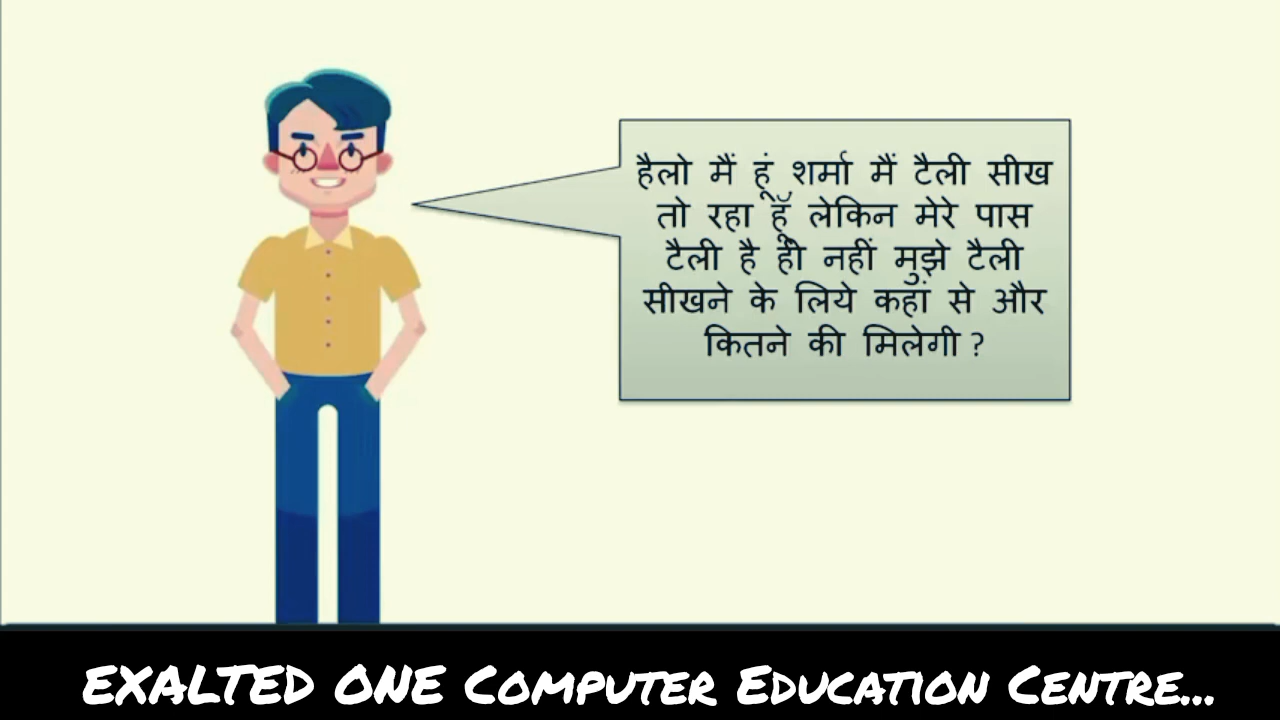 हैलो मैं हूं शर्मा मैं टैली सीख
तो रहा हूॅं लेकिन मेरे पास
टैली है ही नहीं मुझे टैली
सीखने के लिये कहां से और
कितने की मिलेगी ?
EXALTED ONE COMPUTER EDUCATION CENTRE...